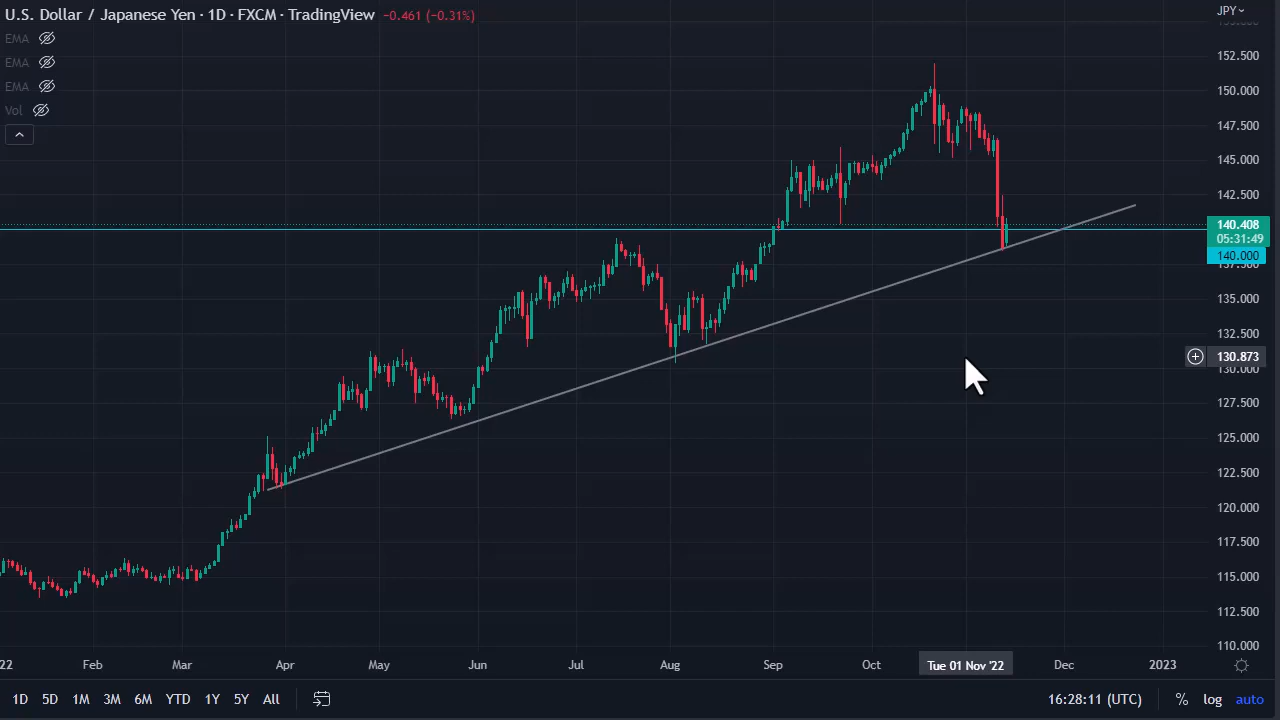 U.S. Dollar / Japanese Yen · 1D · FXCM · TradingView −0.461 (−0.31%)
JPY
EMA
EMA
EMA
Vol
155.000
152.500
150.000
147.500
145.000
142.500
140.408
05:31:49
140.000
137.500
135.000
132.500
130.873
130.000
127.500
125.000
122.500
120.000
117.500
115.000
112.500
110.000
22 Feb Mar Apr May Jun Jul Aug Sep Oct Tue 01 Nov '22 Dec 2023
1D 5D 1M 3M 6M YTD 1Y 5Y All 16:28:11 (UTC) % log auto